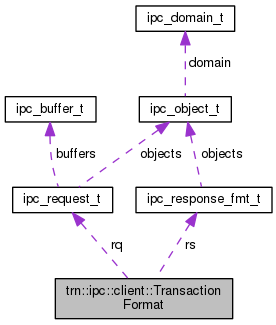 ipc_domain_t
domain
ipc_buffer_t
ipc_object_t
buffers
objects
objects
ipc_request_t
ipc_response_fmt_t
rq
rs
trn::ipc::client::Transaction
Format